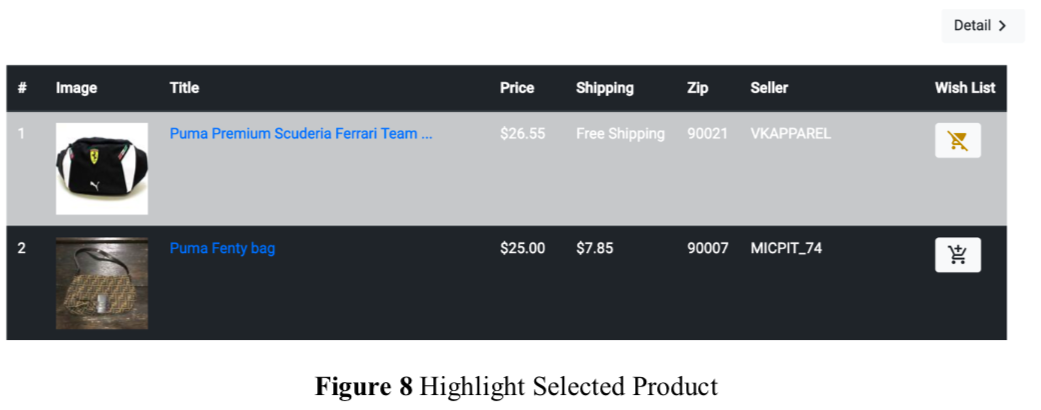 Detail >
# Image Title Price Shipping Zip Seller Wish List
1 Puma Premium Scuderia Ferrari Team ... $26.55 Free Shipping 90021 VKAPPAREL
2 Puma Fenty bag $25.00 $7.85 90007 MICPIT_74
Figure 8 Highlight Selected Product